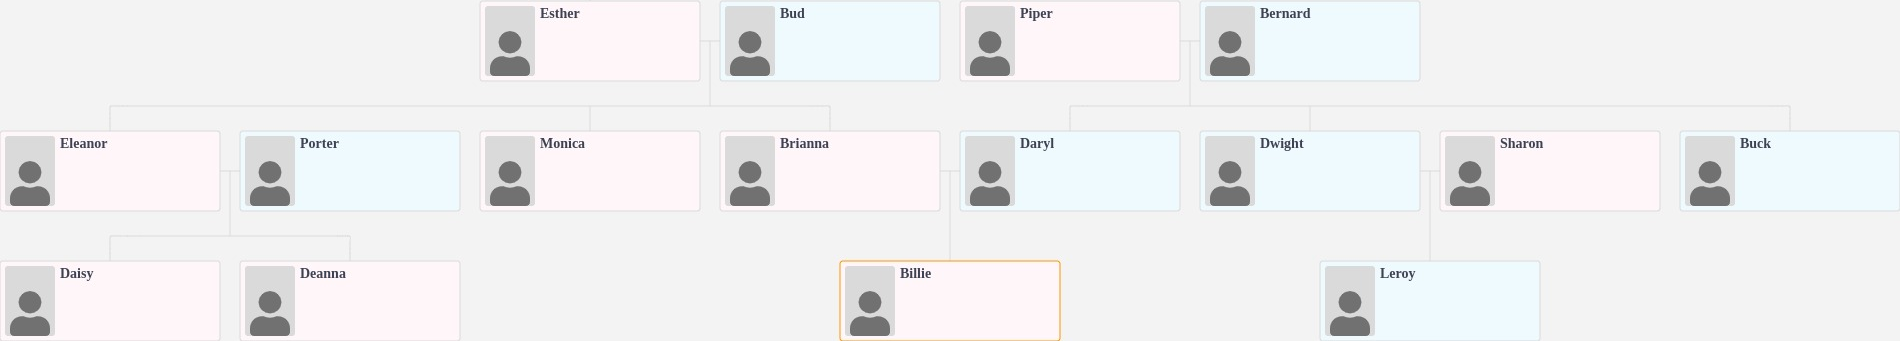 Esther
Bud
Piper
Bernard
Eleanor
Porter
Monica
Brianna
Daryl
Dwight
Sharon
Buck
Daisy
Deanna
Billie
Leroy